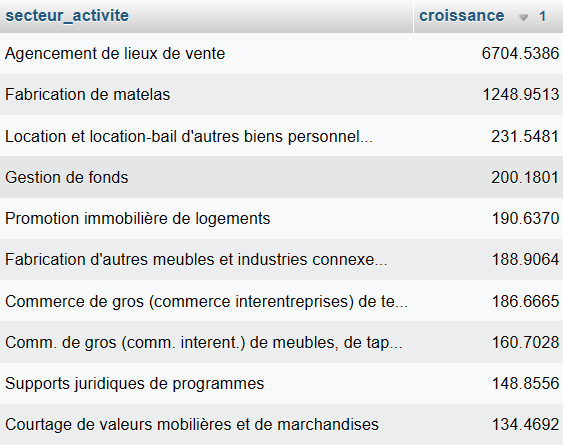 secteur_activite croissance 1
Agencement de lieux de vente 6704.5386
Fabrication de matelas 1248.9513
Location et location-bail d'autres biens personnel... 231.5481
Gestion de fonds 200.1801
Promotion immobilière de logements 190.6370
Fabrication d'autres meubles et industries connexe... 188.9064
Commerce de gros (commerce interentreprises) de te... 186.6665
Comm. de gros (comm. interent.) de meubles, de tap... 160.7028
Supports juridiques de programmes 148.8556
Courtage de valeurs mobilières et de marchandises 134.4692